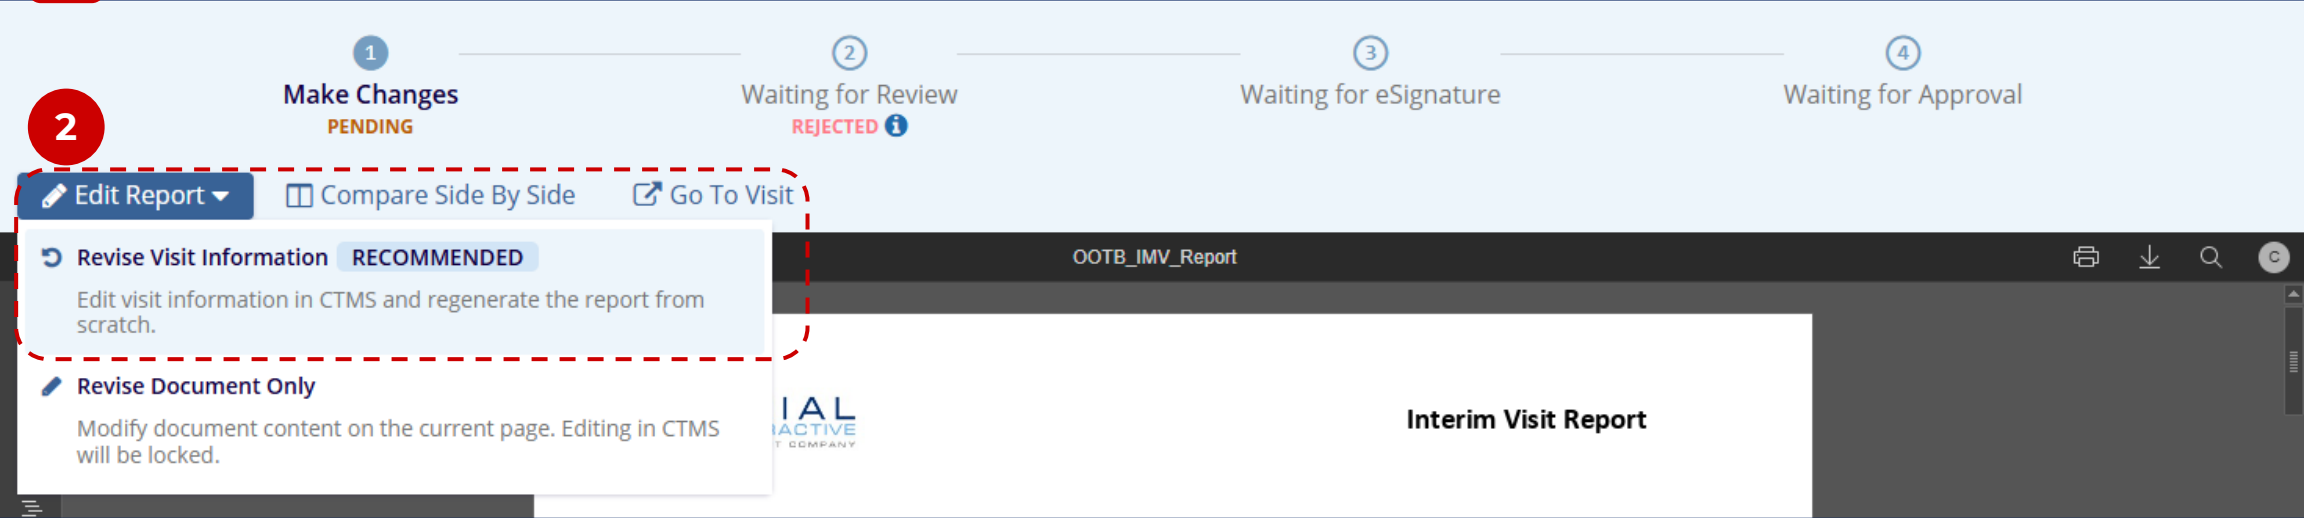 1 2 3 4
Make Changes Waiting for Review Waiting for eSignature Waiting for Approval
PENDING REJECTED
2
Edit Report Compare Side By Side Go To Visit
Revise Visit Information RECOMMENDED
OOTB_IMV_Report C
Edit visit information in CTMS and regenerate the report from
scratch.
Revise Document Only
Modify document content on the current page. Editing in CTMS
will be locked.
IAL
ACTIVE
T COMPANY
Interim Visit Report